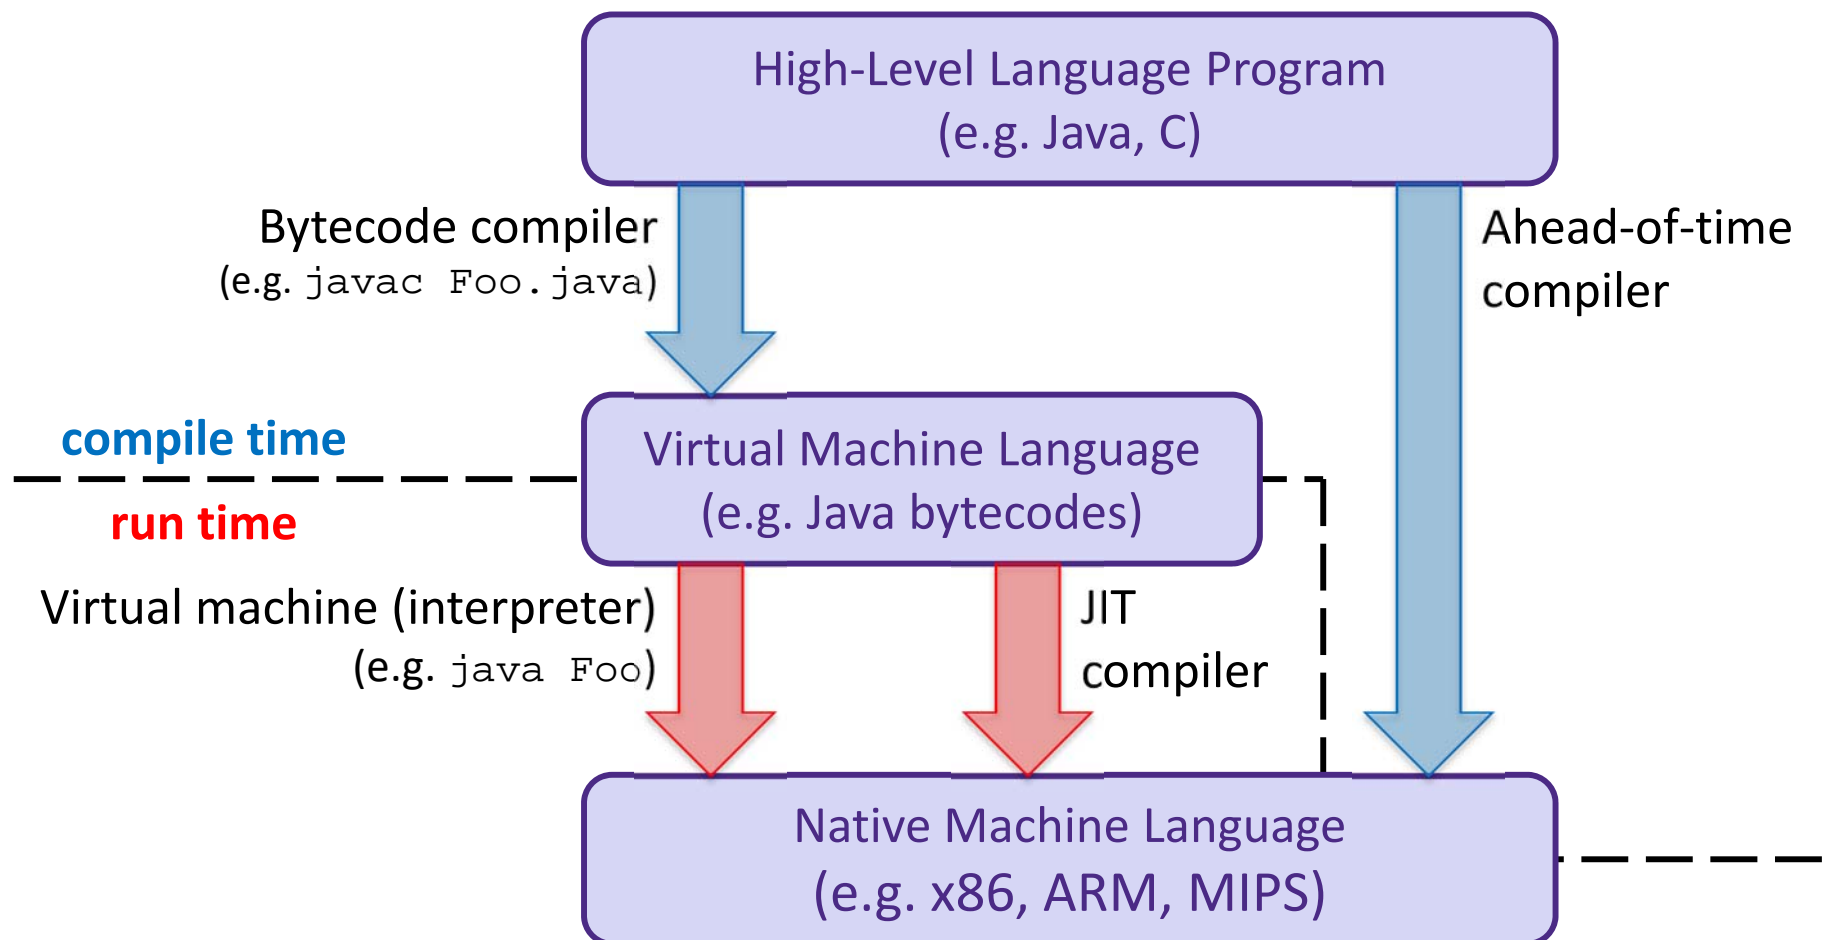 High-Level Language Program
(e.g. Java, C)
Bytecode compiler
(e.g. javac Foo.java)
Ahead-of-time
compiler
compile time
run time
Virtual Machine Language
(e.g. Java bytecodes)
Virtual machine (interpreter)
(e.g. java Foo)
JIT
compiler
Native Machine Language
(e.g. x86, ARM, MIPS)